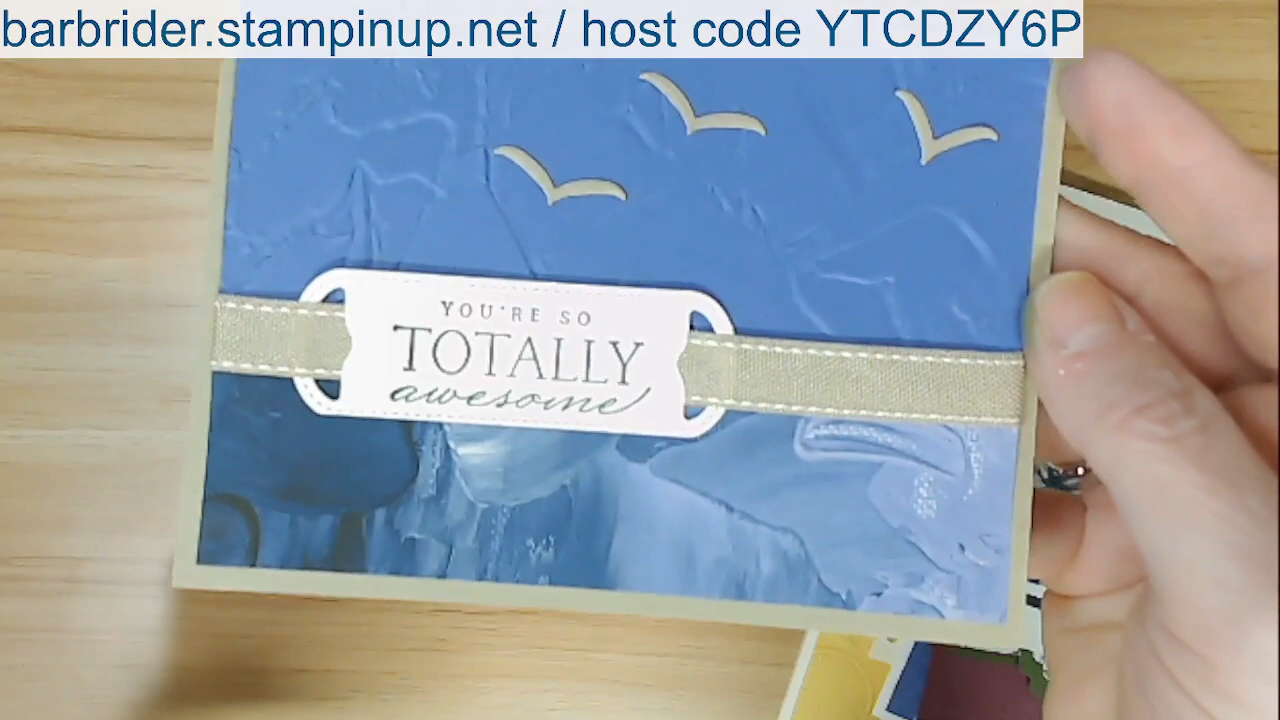 barbrider.stampinup.net / host code YTCDZY6P
YOU'RE SO
TOTALLY
awesome